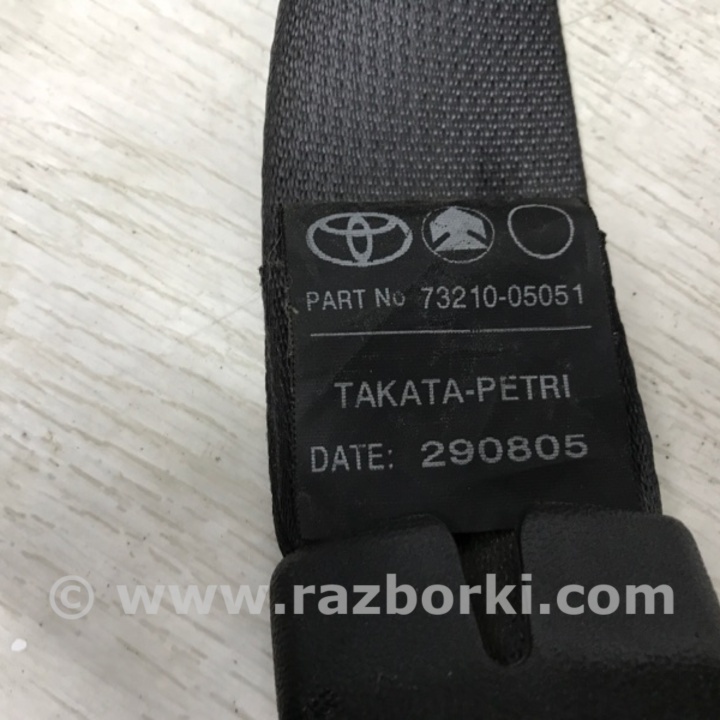 PART No 73210-05051
TAKATA-PETRI
DATE: 290805
© www.razborki.com